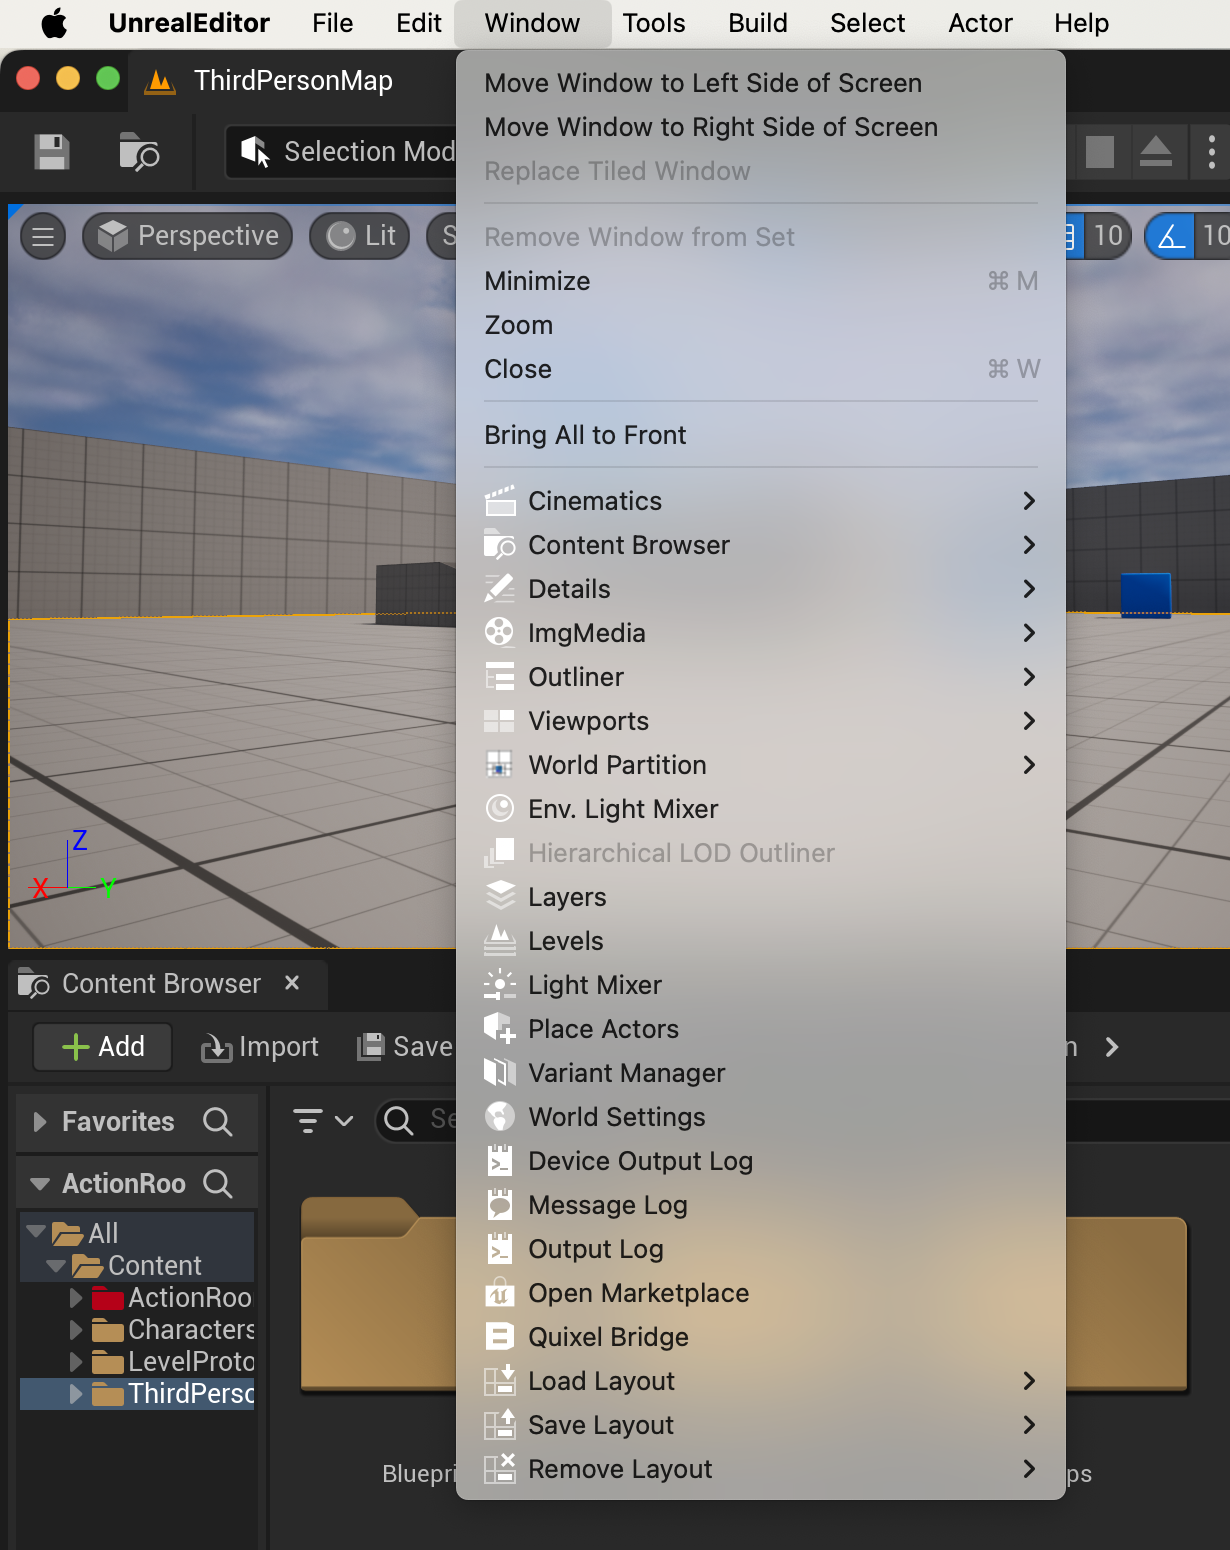 UnrealEditor File Edit Window Tools Build Select Actor Help
ThirdPersonMap
Selection Mod
Perspective Lit S 10 10
Move Window to Left Side of Screen
Move Window to Right Side of Screen
Replace Tiled Window
Remove Window from Set
Minimize ⌘ M
Zoom
Close ⌘ W
Bring All to Front
Cinematics
Content Browser
Details
ImgMedia
Outliner
Viewports
World Partition
Env. Light Mixer
Hierarchical LOD Outliner
Layers
Levels
Light Mixer
Place Actors
Variant Manager
World Settings
Device Output Log
Message Log
Output Log
Open Marketplace
Quixel Bridge
Load Layout
Save Layout
Remove Layout
Z
X Y
Content Browser
Add Import Save n
Favorites Se
ActionRoo
All
Content
ActionRoo
Characters
LevelProto
ThirdPerso
Bluepri ps